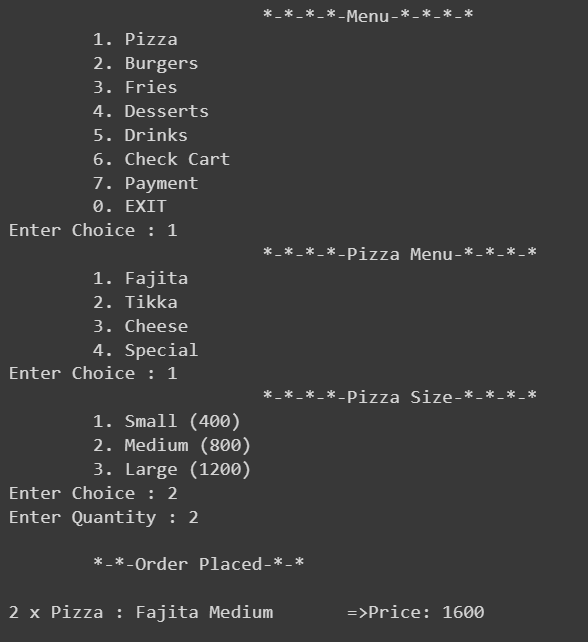 *-*-*-*-Menu-*-*-*-*
1. Pizza
2. Burgers
3. Fries
4. Desserts
5. Drinks
6. Check Cart
7. Payment
0. EXIT
Enter Choice : 1
*-*-*-*-Pizza Menu-*-*-*-*
1. Fajita
2. Tikka
3. Cheese
4. Special
Enter Choice : 1
*-*-*-*-Pizza Size-*-*-*-*
1. Small (400)
2. Medium (800)
3. Large (1200)
Enter Choice : 2
Enter Quantity : 2
*-*-Order Placed-*-*
2 x Pizza : Fajita Medium       =>Price: 1600